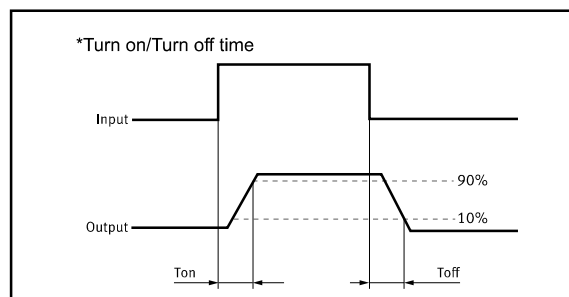 *Turn on/Turn off time
Input
90%
10%
Output
Ton
Toff